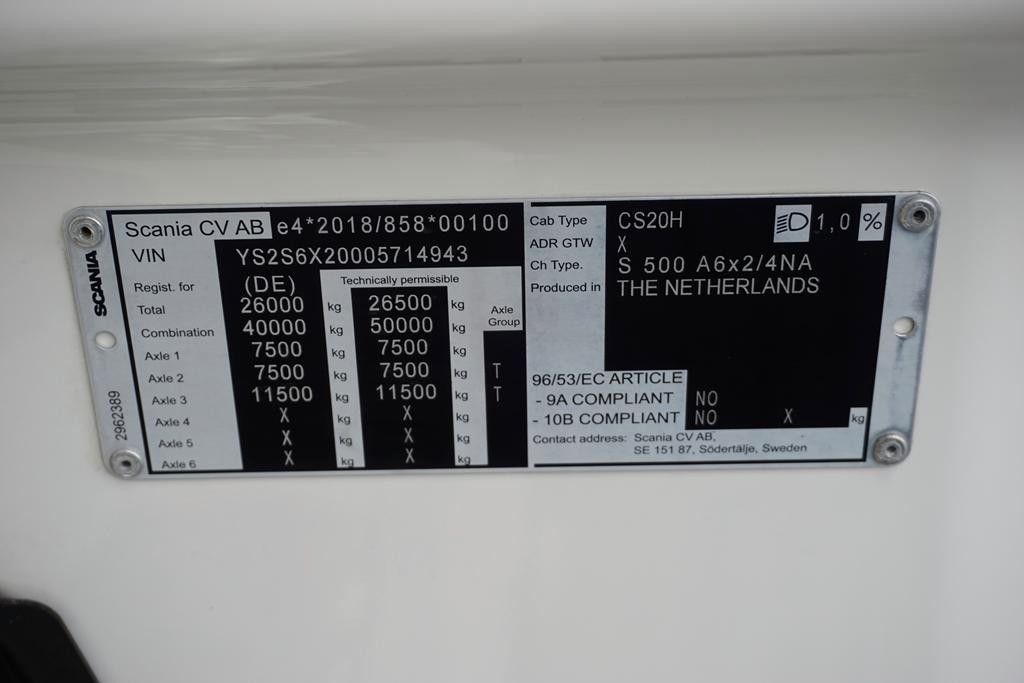 Scania CV AB e4*2018/858*00100
VIN YS2S6X20005714943
Technically permissible
Regist. for (DE)
Total 26000 kg 26500 kg Axle Group
Combination 40000 kg 50000 kg
Axle 1 7500 kg 7500 kg
Axle 2 7500 kg 7500 kg T
Axle 3 11500 kg 11500 kg T
Axle 4 X kg X kg
Axle 5 X kg X kg
Axle 6 X kg X kg
SCANIA
2962389
Cab Type CS20H 1,0 %
ADR GTW X
Ch Type. S 500 A6x2/4NA
Produced in THE NETHERLANDS
96/53/EC ARTICLE
- 9A COMPLIANT NO
- 10B COMPLIANT NO X kg
Contact address: Scania CV AB,
SE 151 87, Södertälje, Sweden